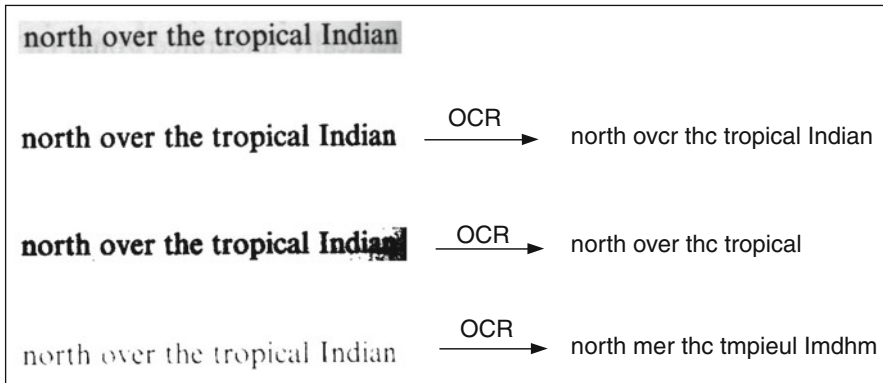 north over the tropical Indian
north over the tropical Indian OCR north ovcr thc tropical Indian
north over the tropical Indian OCR north over thc tropical
north over the tropical Indian OCR north mer thc tmpieul Imdhm